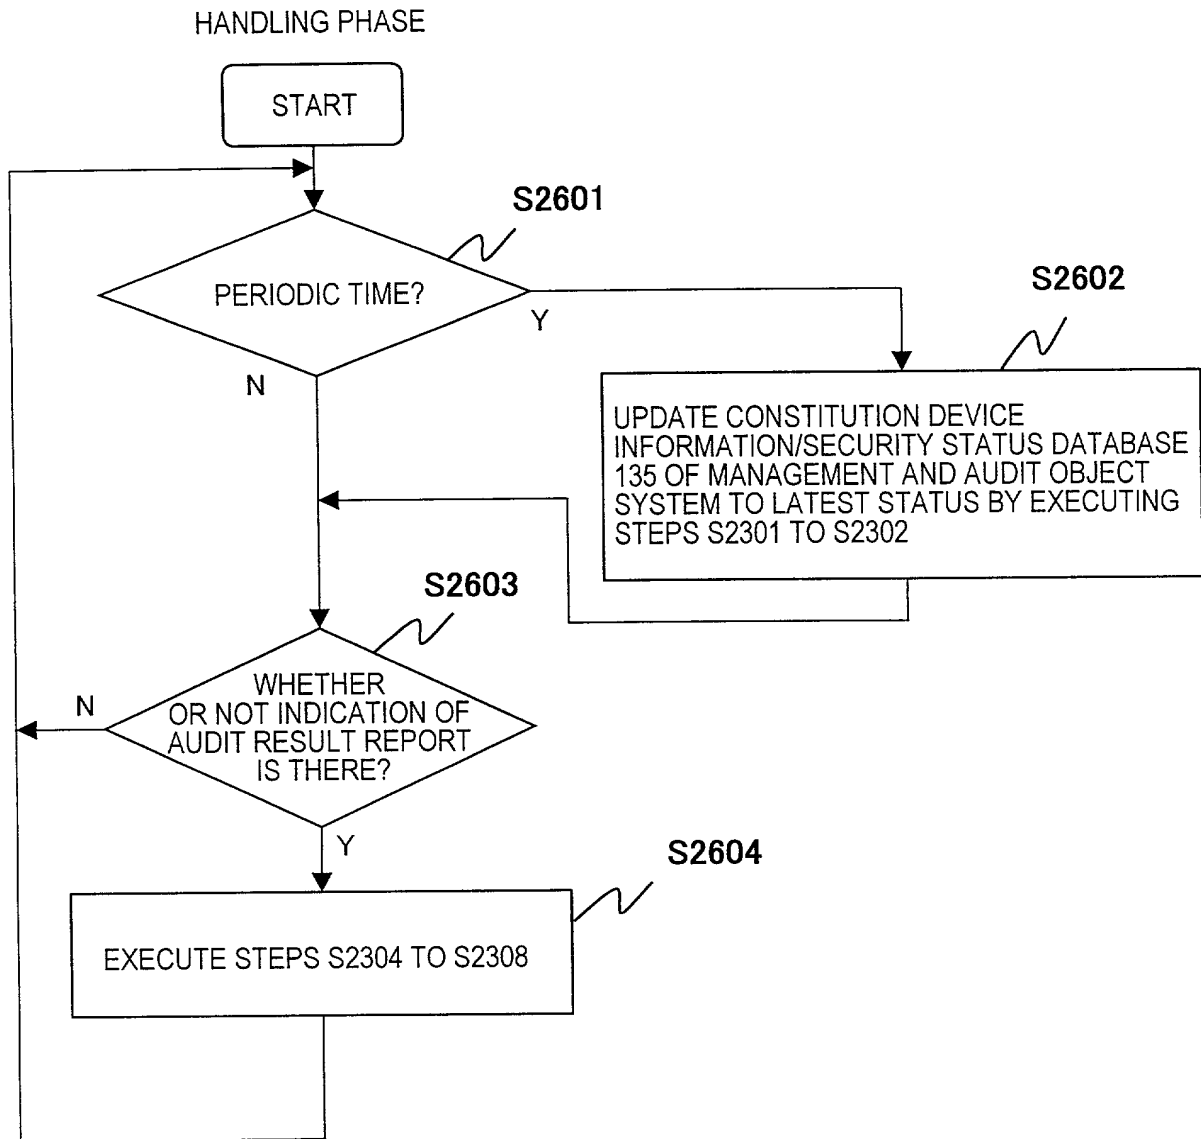 HANDLING PHASE
START
S2601
PERIODIC TIME?
Y
N
S2602
UPDATE CONSTITUTION DEVICE
INFORMATION/SECURITY STATUS DATABASE
135 OF MANAGEMENT AND AUDIT OBJECT
SYSTEM TO LATEST STATUS BY EXECUTING
STEPS S2301 TO S2302
S2603
WHETHER
OR NOT INDICATION OF
AUDIT RESULT REPORT
IS THERE?
N
Y
S2604
EXECUTE STEPS S2304 TO S2308